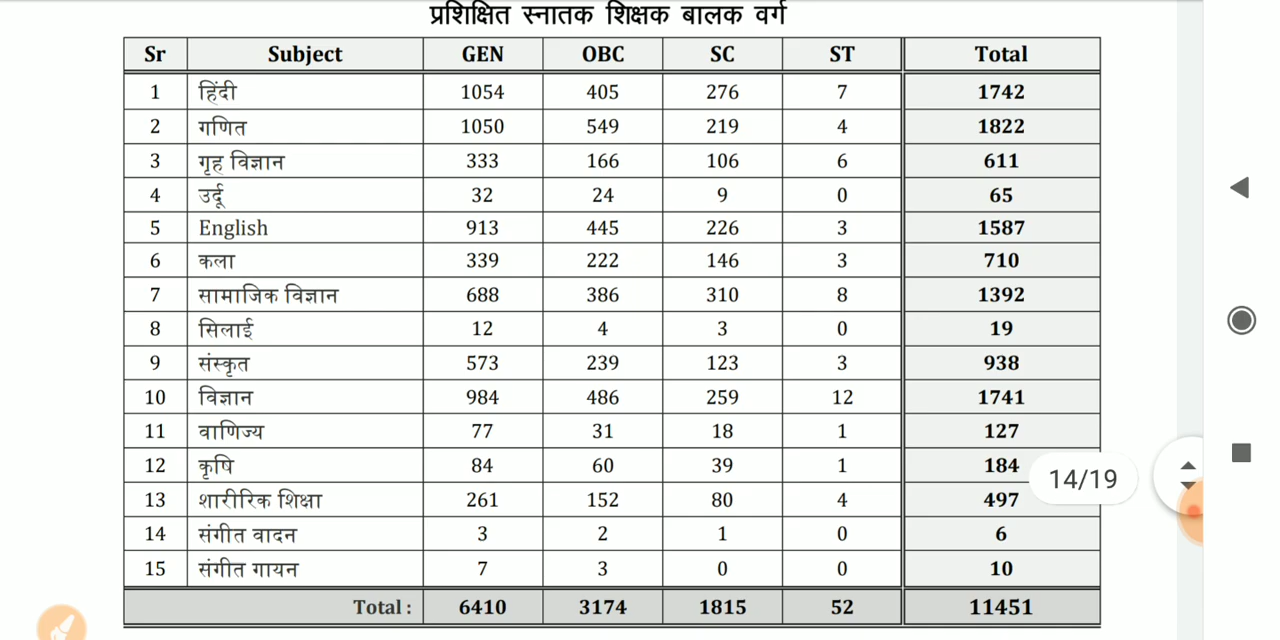 प्रशिक्षित स्नातक शिक्षक बालक वर्ग
Sr Subject GEN OBC SC ST Total
1 हिंदी 1054 405 276 7 1742
2 गणित 1050 549 219 4 1822
3 गृह विज्ञान 333 166 106 6 611
4 उर्दू 32 24 9 0 65
5 English 913 445 226 3 1587
6 कला 339 222 146 3 710
7 सामाजिक विज्ञान 688 386 310 8 1392
8 सिलाई 12 4 3 0 19
9 संस्कृत 573 239 123 3 938
10 विज्ञान 984 486 259 12 1741
11 वाणिज्य 77 31 18 1 127
12 कृषि 84 60 39 1 184
14/19
13 शारीरिक शिक्षा 261 152 80 4 497
14 संगीत वादन 3 2 1 0 6
15 संगीत गायन 7 3 0 0 10
Total : 6410 3174 1815 52 11451